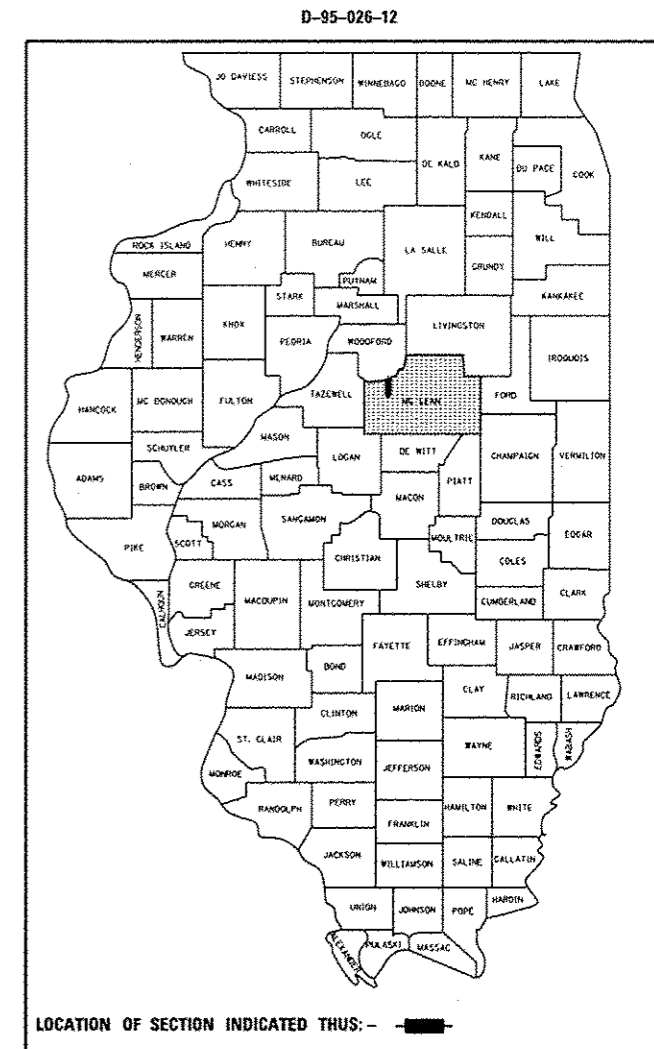 D-95-026-12
JO DAVIESS STEPHENSON WINNEBAGO BOONE MC HENRY LAKE
CARROLL OGLE DE KALB KANE DU PAGE COOK
WHITESIDE LEE
KENDALL
ROCK ISLAND HENRY BUREAU LA SALLE GRUNDY WILL
MERCER PUTNAM KANKAKEE
HENDERSON WARREN KNOX STARK MARSHALL LIVINGSTON
PEORIA WOODFORD IROQUOIS
HANCOCK MC DONOUGH FULTON TAZEWELL MC LEAN FORD
SCHUYLER MASON LOGAN DE WITT CHAMPAIGN VERMILION
ADAMS BROWN CASS MENARD MACON PIATT
PIKE SCOTT MORGAN SANGAMON MOULTRIE DOUGLAS EDGAR
CHRISTIAN COLES
CALHOUN GREENE MACOUPIN MONTGOMERY SHELBY CUMBERLAND CLARK
JERSEY FAYETTE EFFINGHAM JASPER CRAWFORD
MADISON BOND CLAY RICHLAND LAWRENCE
CLINTON MARION
ST. CLAIR WAYNE EDWARDS WABASH
MONROE WASHINGTON JEFFERSON
RANDOLPH PERRY HAMILTON WHITE
FRANKLIN
JACKSON WILLIAMSON SALINE GALLATIN
UNION JOHNSON POPE HARDIN
ALEXANDER PULASKI MASSAC
LOCATION OF SECTION INDICATED THUS:-